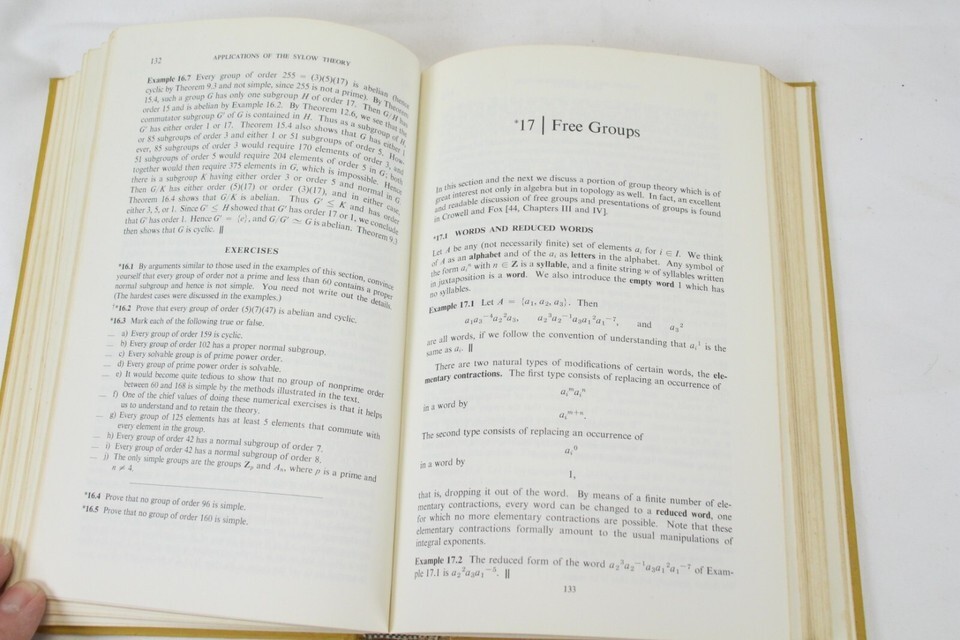 132
APPLICATIONS OF THE SYLOW THEORY
Example 16.7 Every group of order 255 = (3)(5)(17) is abelian (hence
cyclic by Theorem 9.3 and not simple, since 255 is not a prime). By Theorem
15.4, such a group G has only one subgroup H of order 17. Then G/H has
order 15 and is abelian by Example 16.2. By Theorem 12.6, we see that the
commutator subgroup G' of G is contained in H. Thus as a subgroup of H,
G' has either order 1 or 17. Theorem 15.4 also shows that G has either 1
or 85 subgroups of order 3 and either 1 or 51 subgroups of order 5. How-
ever, 85 subgroups of order 3 would require 170 elements of order 3, and
51 subgroups of order 5 would require 204 elements of order 5 in G; both
together would then require 375 elements in G, which is impossible. Hence
there is a subgroup K having either order 3 or order 5 and normal in G.
Then G/K has either order (5)(17) or order (3)(17), and in either case,
Theorem 16.4 shows that G/K is abelian. Thus G' ≤ K and has order
either 3, 5, or 1. Since G' ≤ H showed that G' has order 17 or 1, we conclude
that G' has order 1. Hence G' = {e}, and G/G' ≃ G is abelian. Theorem 9.3
then shows that G is cyclic. ‖
EXERCISES
*16.1 By arguments similar to those used in the examples of this section, convince
yourself that every group of order not a prime and less than 60 contains a proper
normal subgroup and hence is not simple. You need not write out the details.
(The hardest cases were discussed in the examples.)
*16.2 Prove that every group of order (5)(7)(47) is abelian and cyclic.
*16.3 Mark each of the following true or false.
__ a) Every group of order 159 is cyclic.
__ b) Every group of order 102 has a proper normal subgroup.
__ c) Every solvable group is of prime power order.
__ d) Every group of prime power order is solvable.
__ e) It would become quite tedious to show that no group of nonprime order
between 60 and 168 is simple by the methods illustrated in the text.
__ f) One of the chief values of doing these numerical exercises is that it helps
us to understand and to retain the theory.
__ g) Every group of 125 elements has at least 5 elements that commute with
every element in the group.
__ h) Every group of order 42 has a normal subgroup of order 7.
__ i) Every group of order 42 has a normal subgroup of order 8.
__ j) The only simple groups are the groups Zₚ and Aₙ, where p is a prime and
n ≠ 4.
*16.4 Prove that no group of order 96 is simple.
*16.5 Prove that no group of order 160 is simple.
*17 | Free Groups
In this section and the next we discuss a portion of group theory which is of
great interest not only in algebra but in topology as well. In fact, an excellent
and readable discussion of free groups and presentations of groups is found
in Crowell and Fox [44, Chapters III and IV].
*17.1 WORDS AND REDUCED WORDS
Let A be any (not necessarily finite) set of elements aᵢ for i ∈ I. We think
of A as an alphabet and of the aᵢ as letters in the alphabet. Any symbol of
the form aᵢⁿ with n ∈ Z is a syllable, and a finite string w of syllables written
in juxtaposition is a word. We also introduce the empty word 1 which has
no syllables.
Example 17.1 Let A = {a₁, a₂, a₃}. Then
a₁a₃⁻⁴a₂²a₃, a₂³a₂⁻¹a₃a₁²a₁⁻⁷, and a₃²
are all words, if we follow the convention of understanding that aᵢ¹ is the
same as aᵢ. ‖
There are two natural types of modifications of certain words, the ele-
mentary contractions. The first type consists of replacing an occurrence of
aᵢᵐaᵢⁿ
in a word by
aᵢᵐ⁺ⁿ.
The second type consists of replacing an occurrence of
aᵢ⁰
in a word by
1,
that is, dropping it out of the word. By means of a finite number of ele-
mentary contractions, every word can be changed to a reduced word, one
for which no more elementary contractions are possible. Note that these
elementary contractions formally amount to the usual manipulations of
integral exponents.
Example 17.2 The reduced form of the word a₂³a₂⁻¹a₃a₁²a₁⁻⁷ of Exam-
ple 17.1 is a₂²a₃a₁⁻⁵. ‖
133